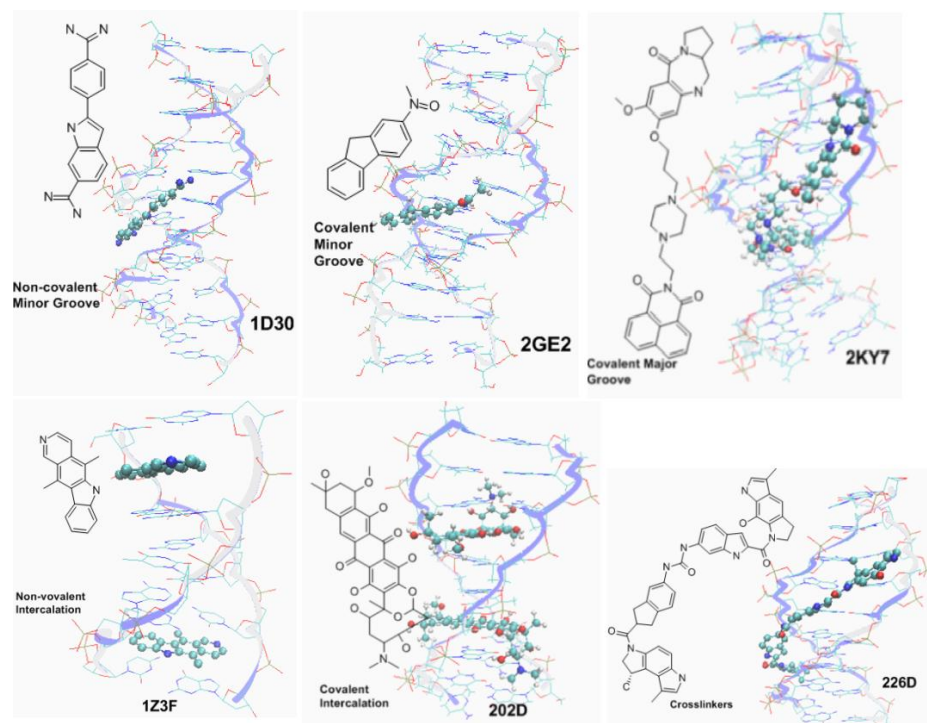 Non-covalent
Minor Groove
1D30
Covalent
Minor
Groove
2GE2
Covalent Major
Groove
2KY7
Non-vovalent
Intercalation
1Z3F
Covalent
Intercalation
202D
Crosslinkers
226D